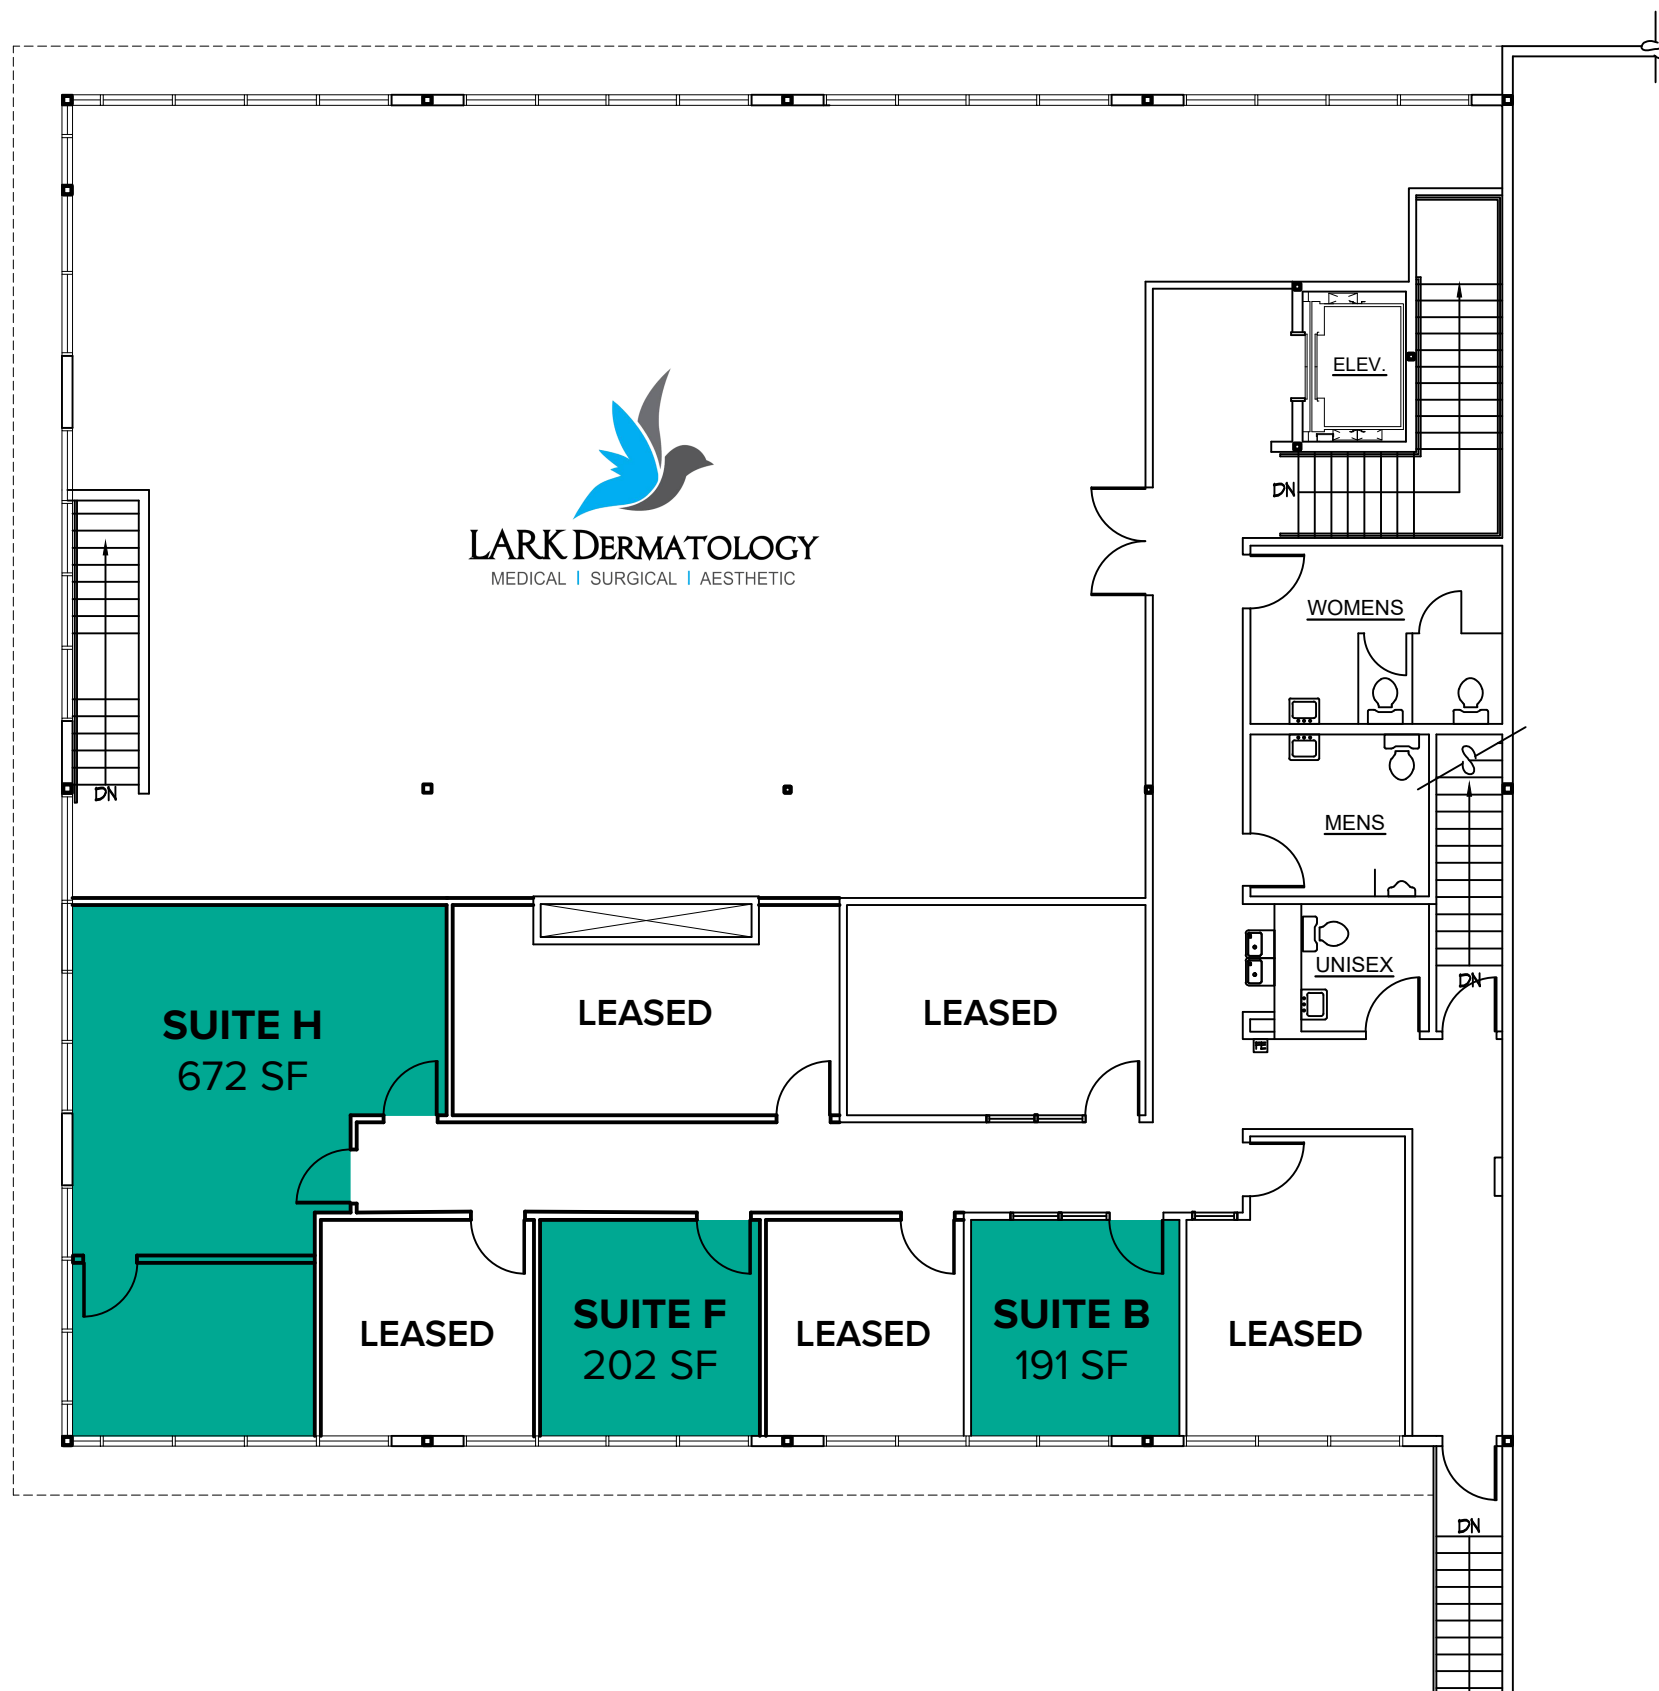 ELEV.
DN
LARK DERMATOLOGY
MEDICAL | SURGICAL | AESTHETIC
WOMENS
DN
MENS
UNISEX
DN
SUITE H
672 SF
LEASED
LEASED
FE
LEASED
SUITE F
202 SF
LEASED
SUITE B
191 SF
LEASED
DN